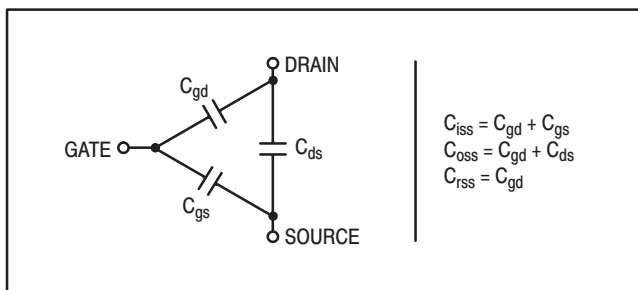 DRAIN
Cgd
GATE
Cds
Cgs
SOURCE
Ciss = Cgd + Cgs
Coss = Cgd + Cds
Crss = Cgd